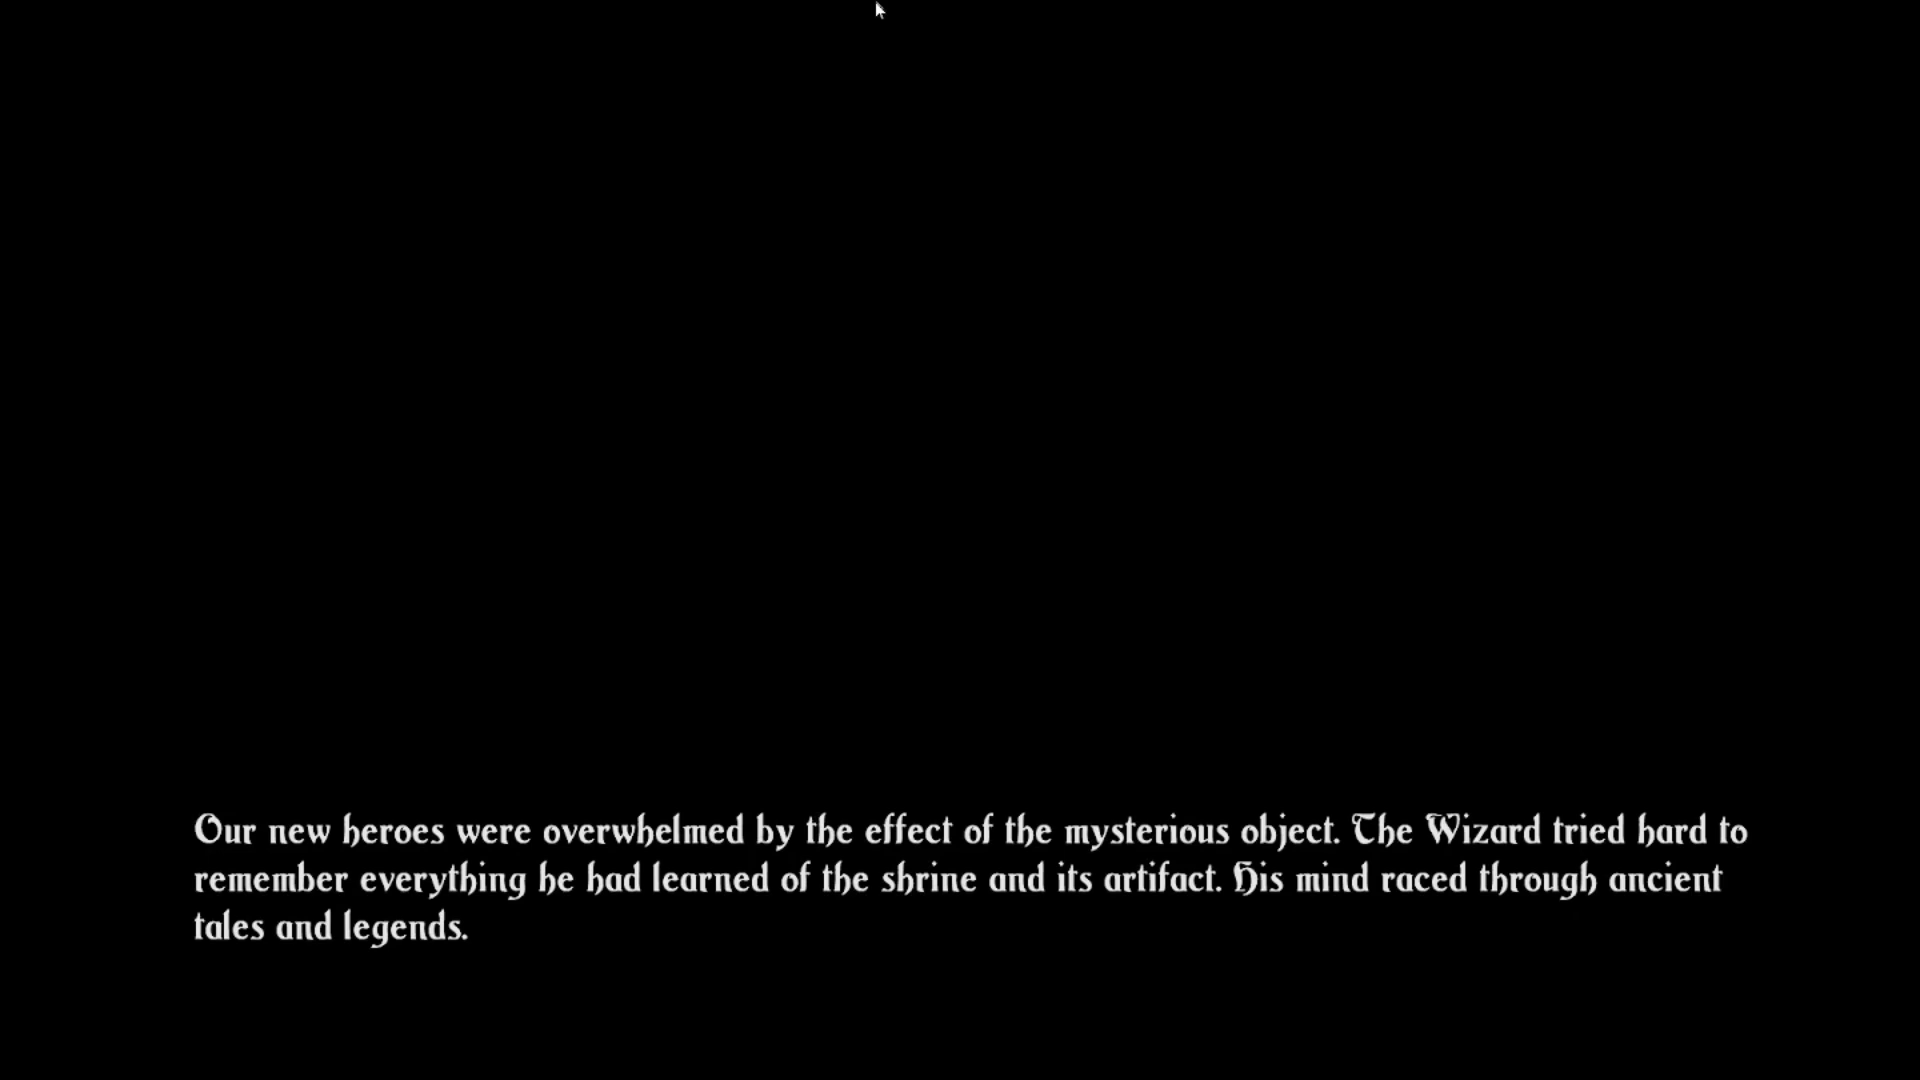 Our new heroes were overwhelmed by the effect of the mysterious object. The Wizard tried hard to
remember everything he had learned of the shrine and its artifact. His mind raced through ancient
tales and legends.